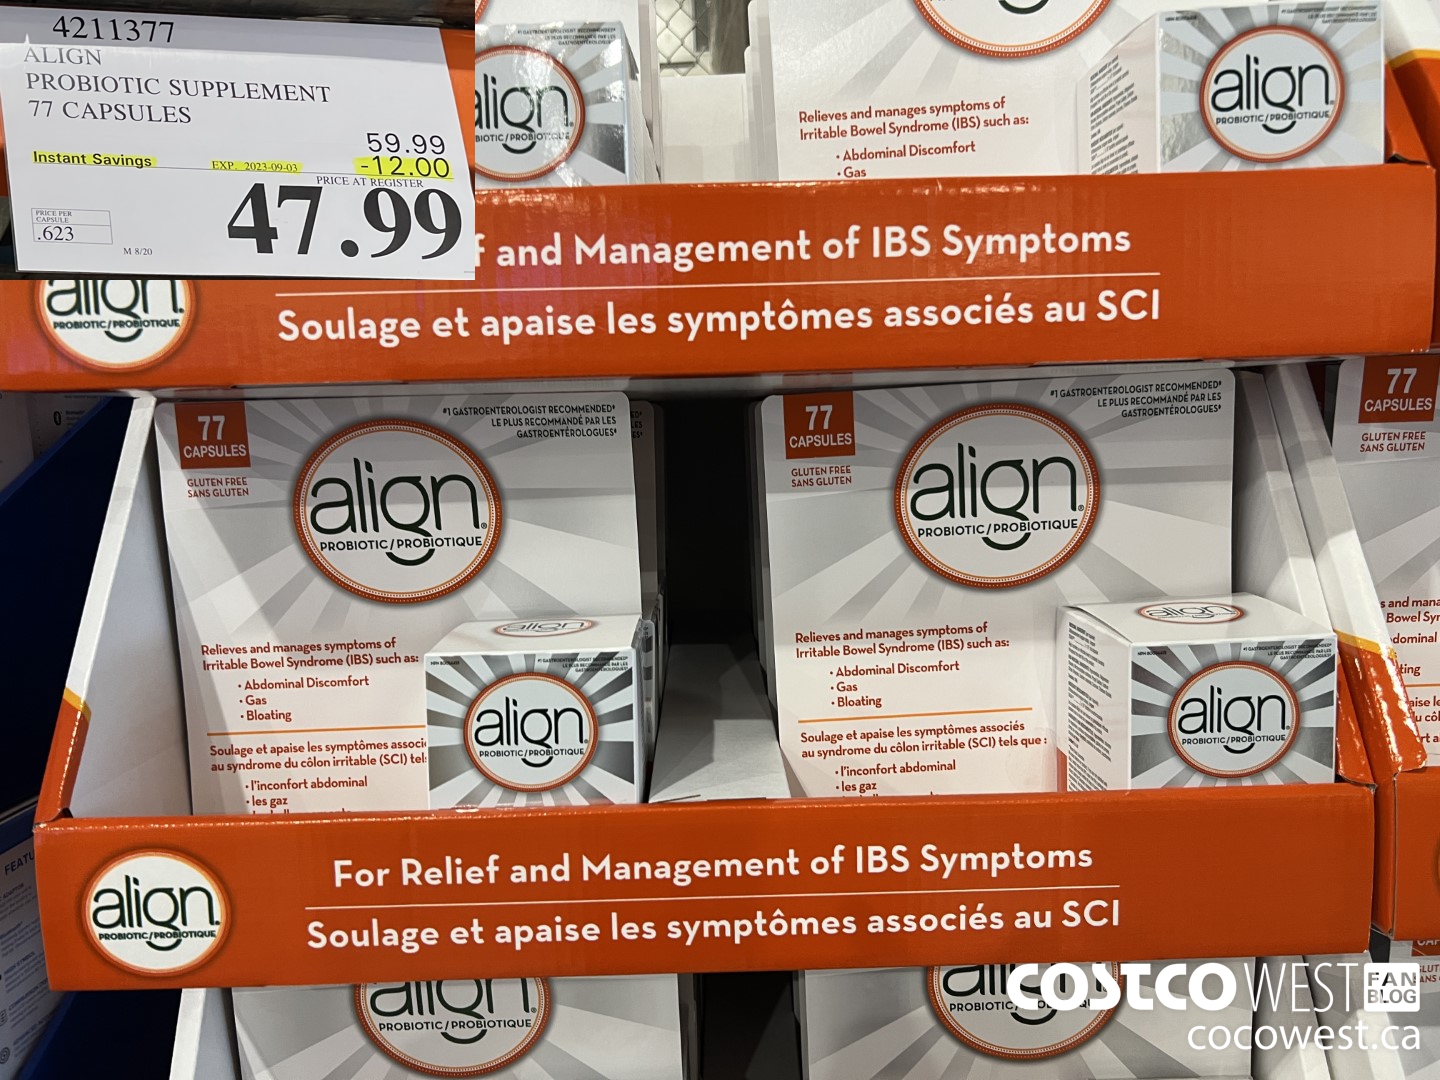 4211377
ALIGN
PROBIOTIC SUPPLEMENT
77 CAPSULES
59.99
Instant Savings EXP. 2023-09-03 -12.00
PRICE AT REGISTER
47.99
PRICE PER
CAPSULE
.623
M 8/20
align
PROBIOTIC/PROBIOTIQUE
Relieves and manages symptoms of
Irritable Bowel Syndrome (IBS) such as:
• Abdominal Discomfort
• Gas
align
PROBIOTIC/PROBIOTIQUE
f and Management of IBS Symptoms
Soulage et apaise les symptômes associés au SCI
align
PROBIOTIC/PROBIOTIQUE
77
CAPSULES
GLUTEN FREE
SANS GLUTEN
#1 GASTROENTEROLOGIST RECOMMENDED‡
LE PLUS RECOMMANDÉ PAR LES
GASTROENTÉROLOGUES‡
align
PROBIOTIC/PROBIOTIQUE
Relieves and manages symptoms of
Irritable Bowel Syndrome (IBS) such as:
• Abdominal Discomfort
• Gas
• Bloating
Soulage et apaise les symptômes associ
au syndrome du côlon irritable (SCI) tel
• l'inconfort abdominal
• les gaz
align
align
PROBIOTIC/PROBIOTIQUE
77
CAPSULES
GLUTEN FREE
SANS GLUTEN
#1 GASTROENTEROLOGIST RECOMMENDED‡
LE PLUS RECOMMANDÉ PAR LES
GASTROENTÉROLOGUES‡
align
PROBIOTIC/PROBIOTIQUE
Relieves and manages symptoms of
Irritable Bowel Syndrome (IBS) such as:
• Abdominal Discomfort
• Gas
• Bloating
Soulage et apaise les symptômes associés
au syndrome du côlon irritable (SCI) tels que :
• l'inconfort abdominal
• les gaz
align
align
PROBIOTIC/PROBIOTIQUE
77
CAPSULES
GLUTEN FREE
SANS GLUTEN
For Relief and Management of IBS Symptoms
Soulage et apaise les symptômes associés au SCI
align
PROBIOTIC/PROBIOTIQUE
align
PROBIOTIC/PROBIOTIQUE
COSTCO WEST FAN BLOG
cocowest.ca